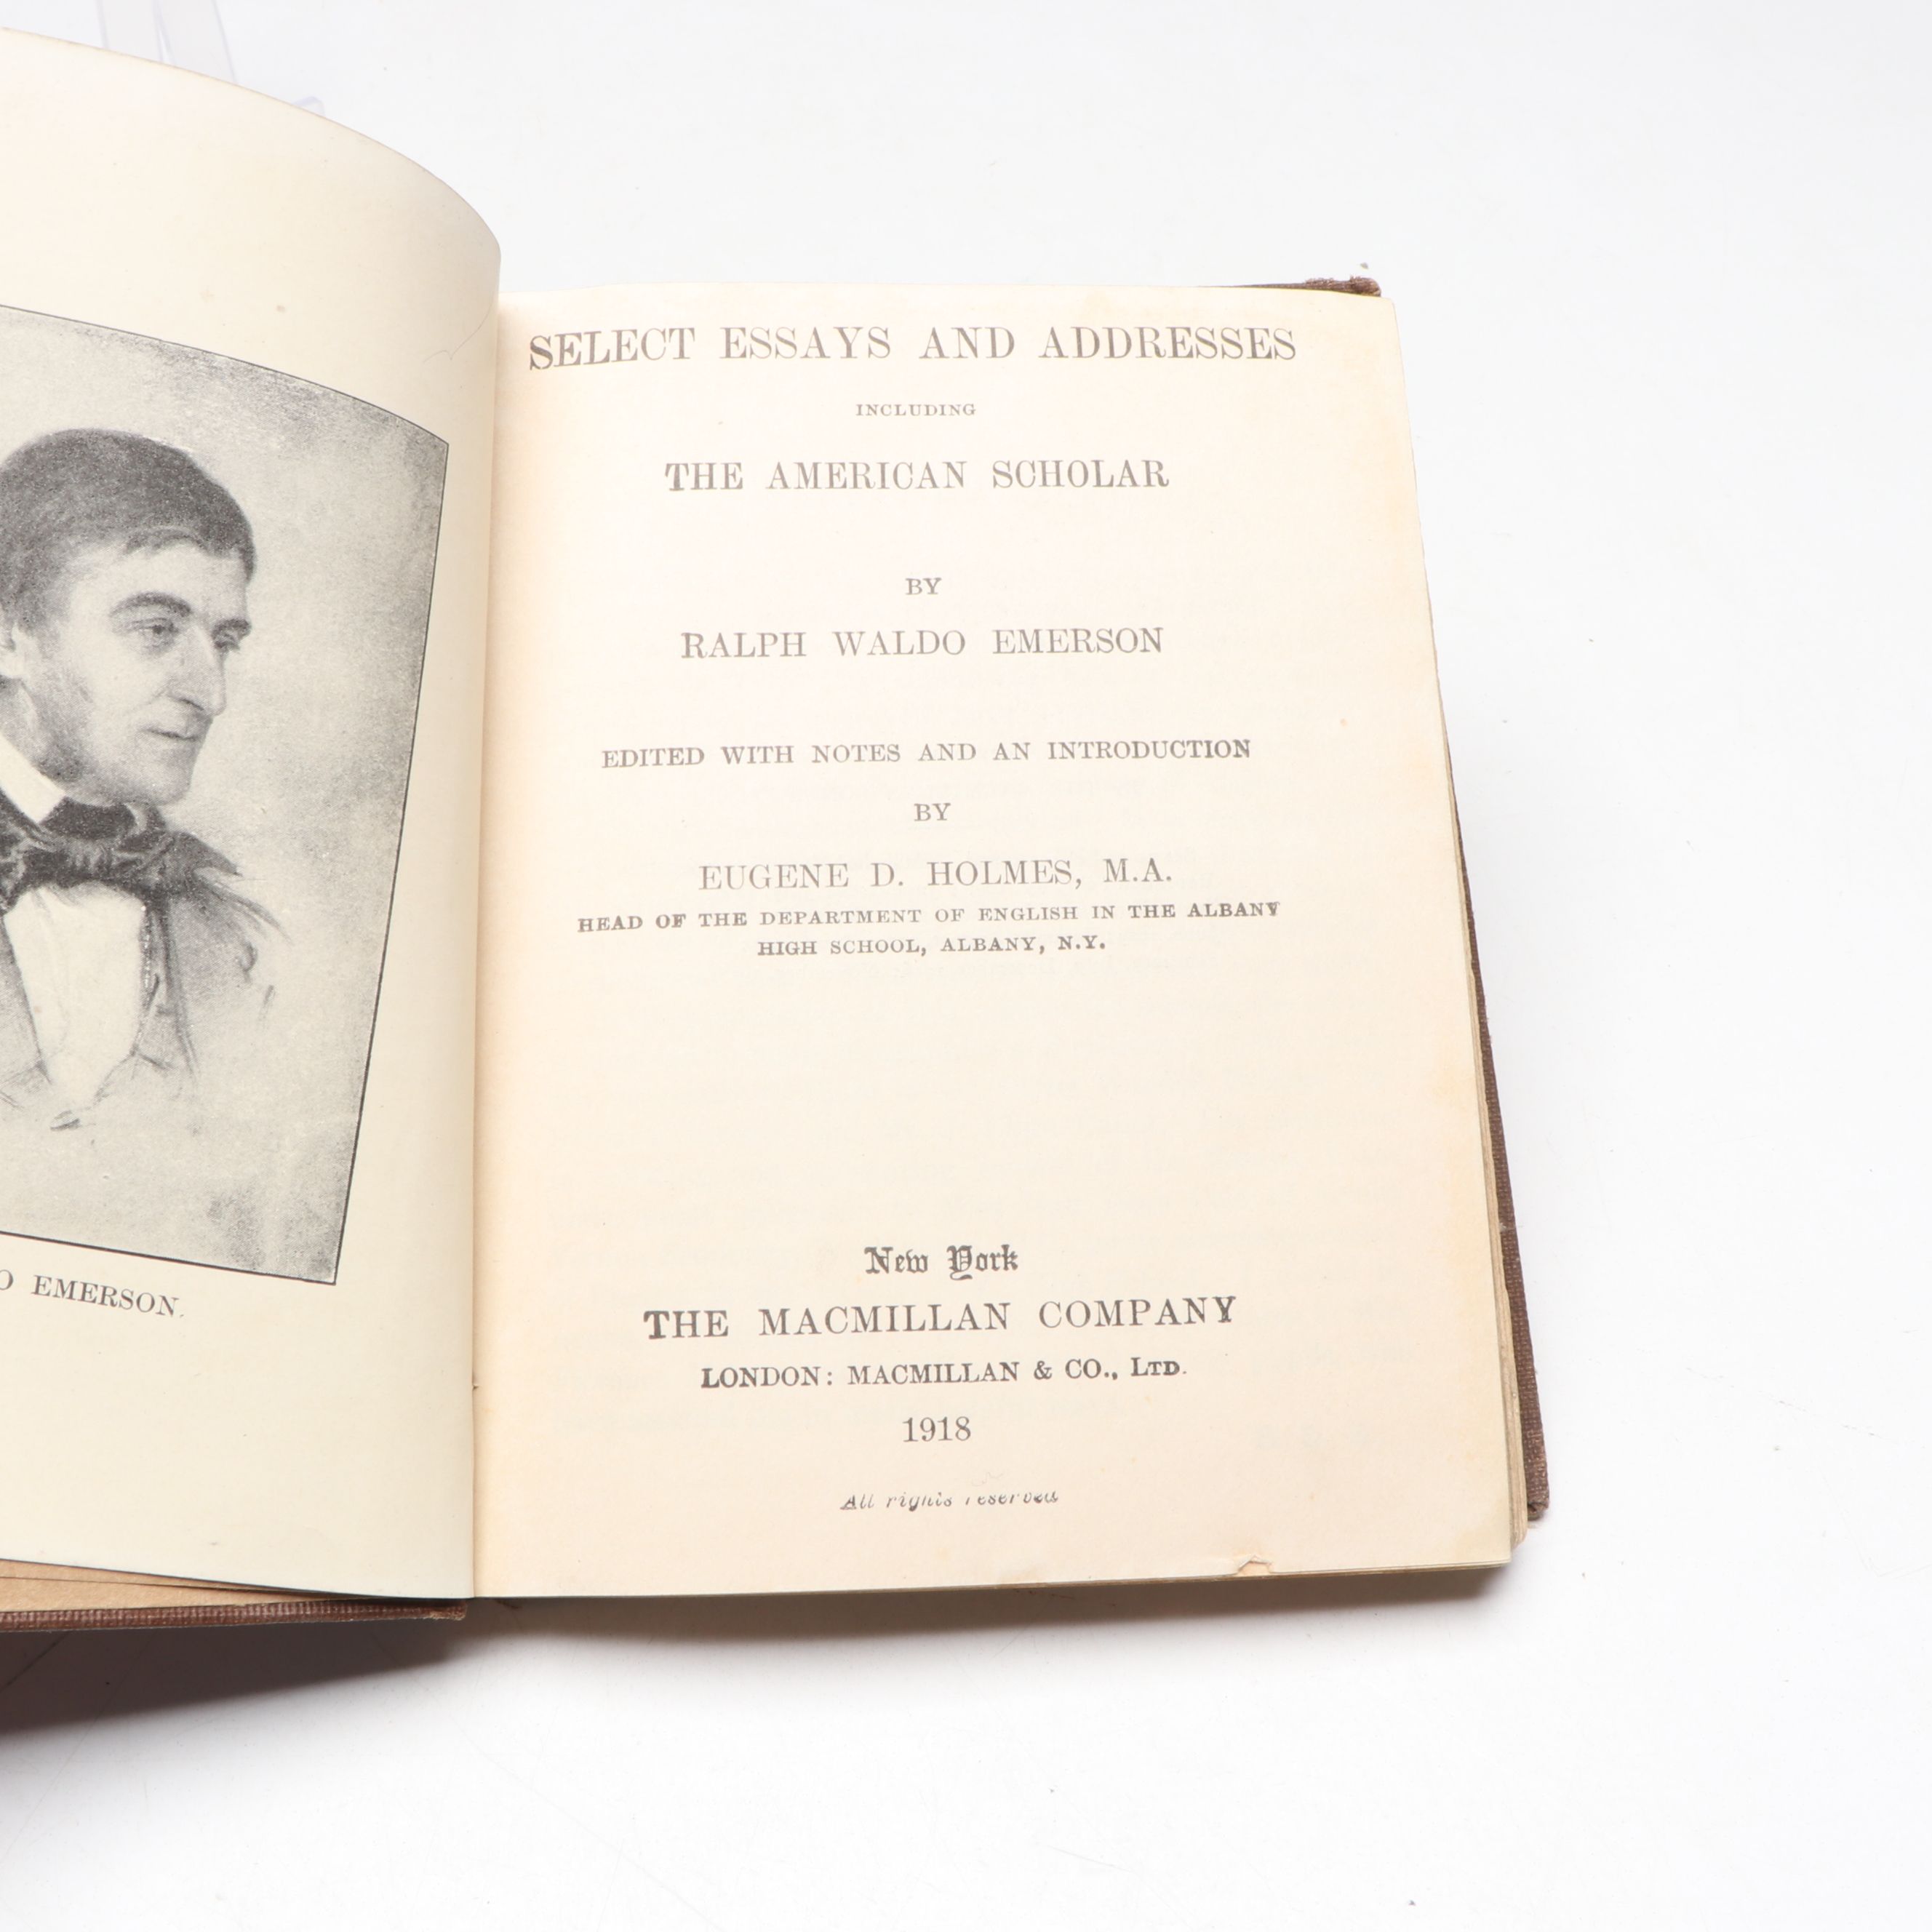 O EMERSON.
SELECT ESSAYS AND ADDRESSES
INCLUDING
THE AMERICAN SCHOLAR
BY
RALPH WALDO EMERSON
EDITED WITH NOTES AND AN INTRODUCTION
BY
EUGENE D. HOLMES, M.A.
HEAD OF THE DEPARTMENT OF ENGLISH IN THE ALBANY
HIGH SCHOOL, ALBANY, N.Y.
New York
THE MACMILLAN COMPANY
LONDON: MACMILLAN & CO., LTD.
1918
All rights reserved